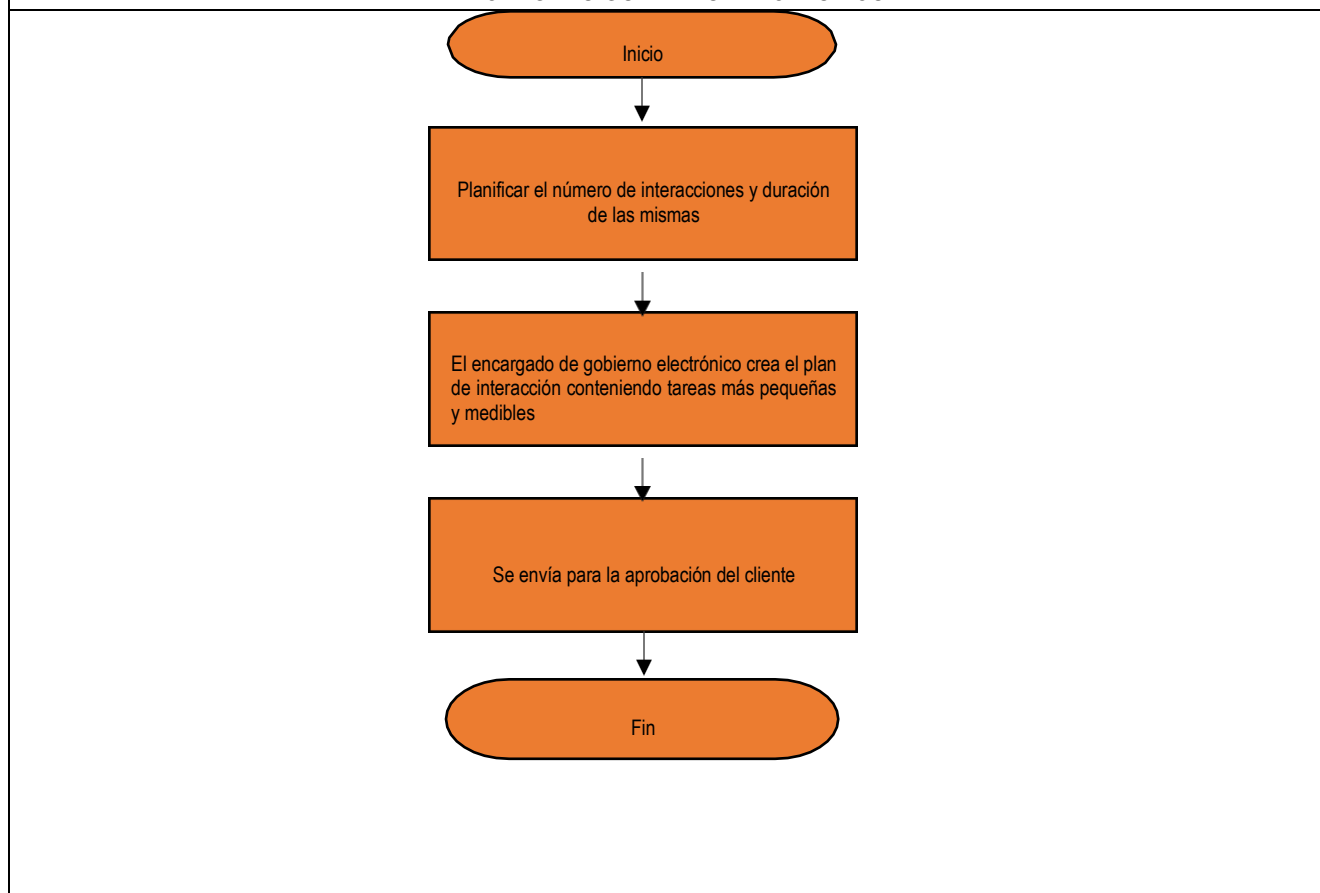 Inicio
Planificar el número de interacciones y duración
de las mismas
El encargado de gobierno electrónico crea el plan
de interacción conteniendo tareas más pequeñas
y medibles
Se envía para la aprobación del cliente
Fin